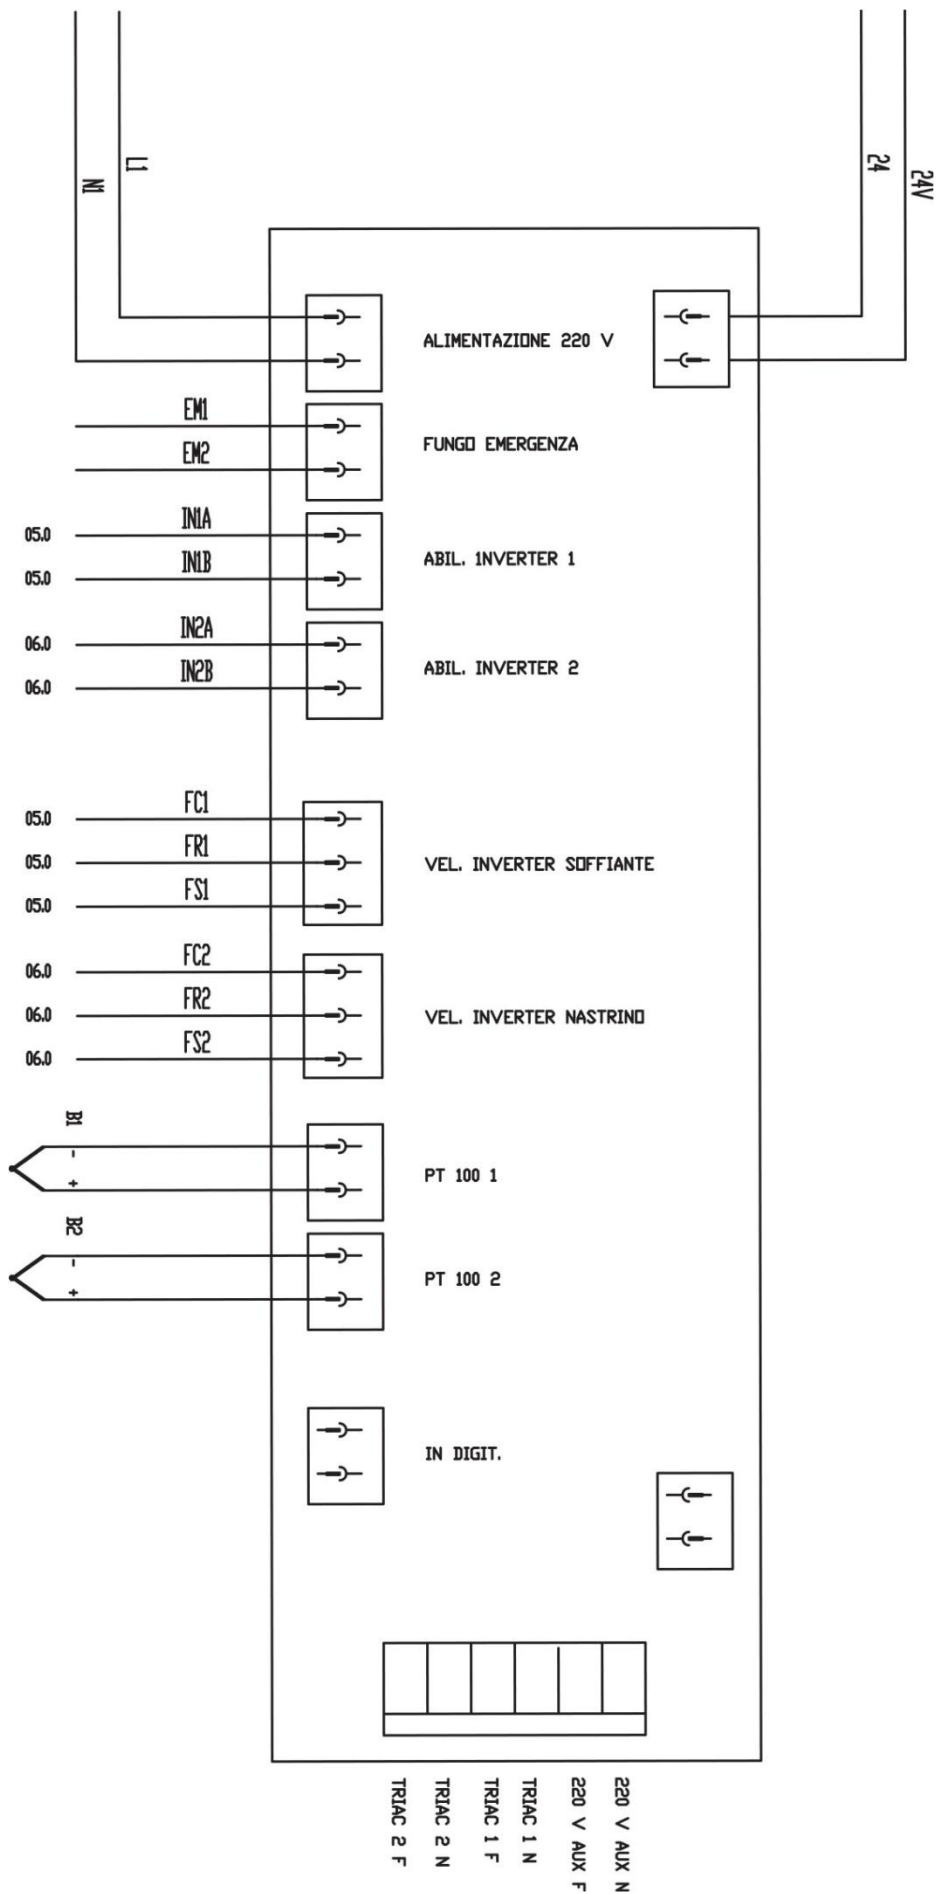 L1
N1
24
24V
ALIMENTAZIONE 220 V
EM1
EM2
FUNGO EMERGENZA
05.0 IN1A
05.0 IN1B
ABIL. 1NVERTER 1
06.0 IN2A
06.0 IN2B
ABIL. INVERTER 2
05.0 FC1
05.0 FR1
05.0 FS1
VEL. INVERTER SOFFIANTE
06.0 FC2
06.0 FR2
06.0 FS2
VEL. INVERTER NASTRINO
B1
-
+
PT 100 1
B2
-
+
PT 100 2
IN DIGIT.
TRIAC 2 F
TRIAC 2 N
TRIAC 1 F
TRIAC 1 N
220 V AUX F
220 V AUX N